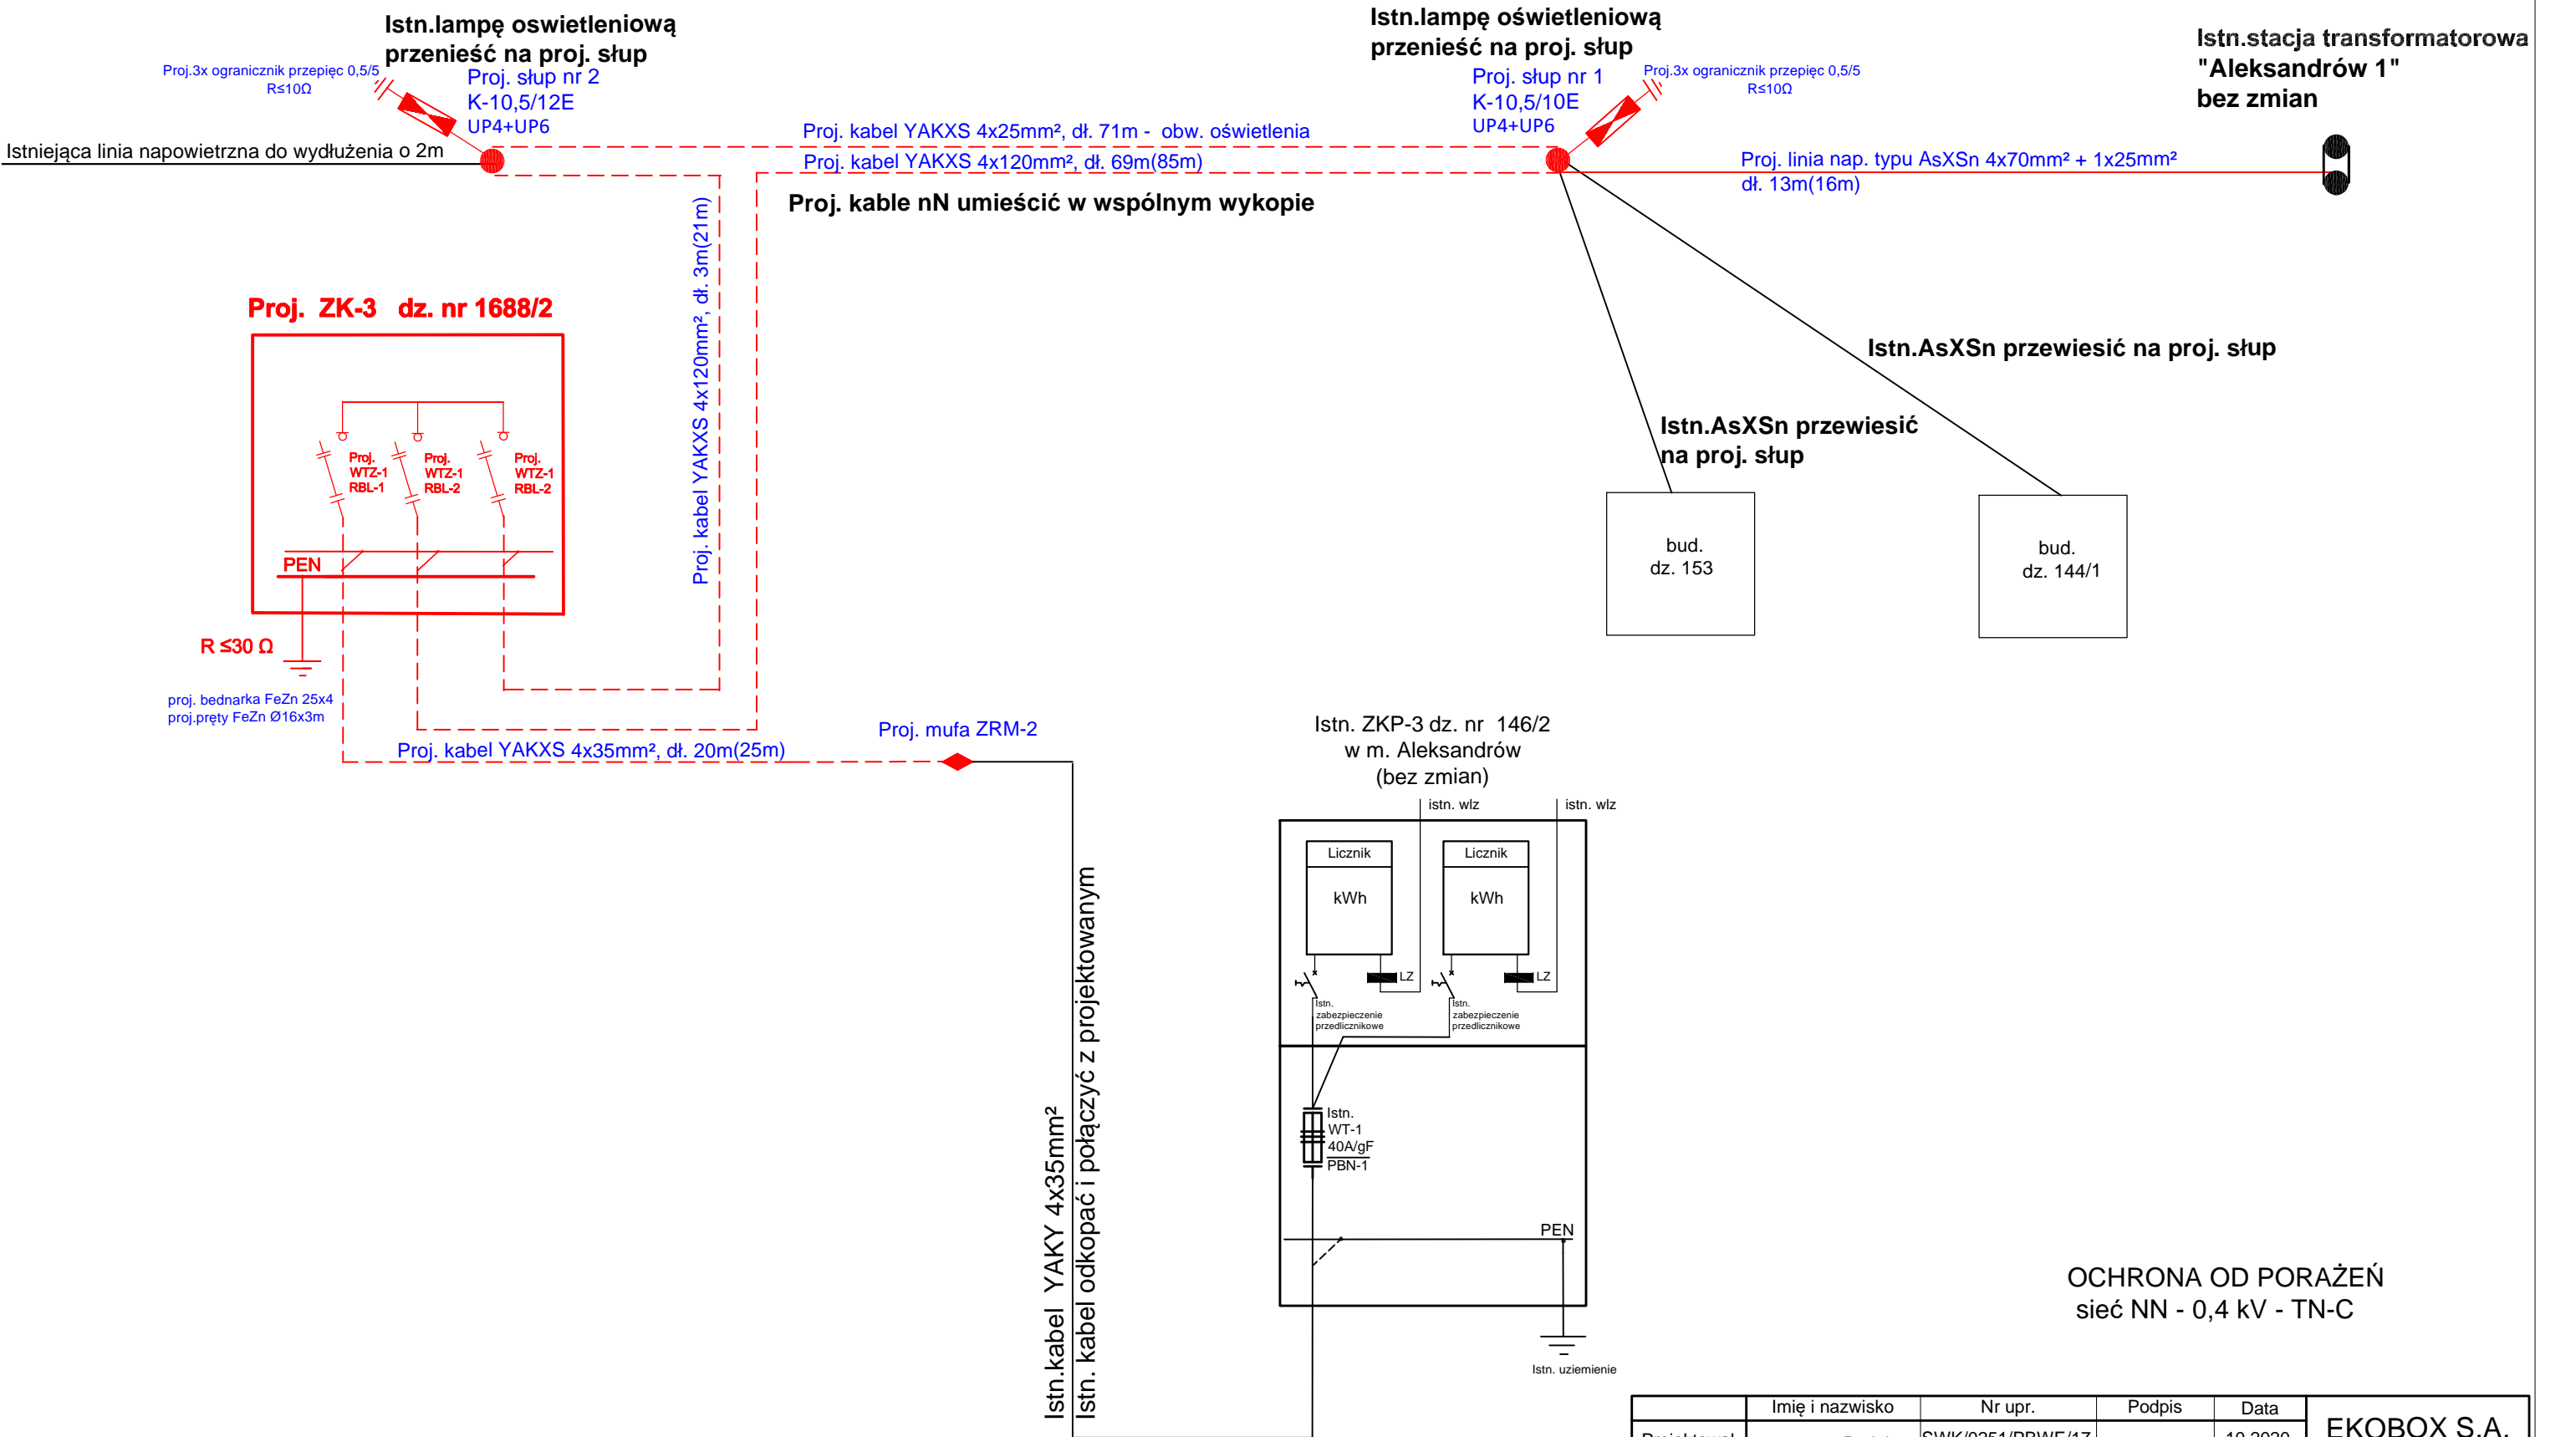 Istn.lampę oswietleniową
przenieść na proj. słup
Proj.3x ogranicznik przepięc 0,5/5
R≤10Ω
Proj. słup nr 2
K-10,5/12E
UP4+UP6
Istniejąca linia napowietrzna do wydłużenia o 2m
Istn.lampę oświetleniową
przenieść na proj. słup
Proj. słup nr 1
K-10,5/10E
UP4+UP6
Proj.3x ogranicznik przepięc 0,5/5
R≤10Ω
Istn.stacja transformatorowa
"Aleksandrów 1"
bez zmian
Proj. kabel YAKXS 4x25mm², dł. 71m - obw. oświetlenia
Proj. kabel YAKXS 4x120mm², dł. 69m(85m)
Proj. kable nN umieścić w wspólnym wykopie
Proj. linia nap. typu AsXSn 4x70mm² + 1x25mm²
dł. 13m(16m)
Proj. kabel YAKXS 4x120mm², dł. 3m(21m)
Proj. ZK-3 dz. nr 1688/2
Proj.
WTZ-1
RBL-1
Proj.
WTZ-1
RBL-2
Proj.
WTZ-1
RBL-2
PEN
R ≤30 Ω
proj. bednarka FeZn 25x4
proj.pręty FeZn Ø16x3m
Proj. kabel YAKXS 4x35mm², dł. 20m(25m)
Proj. mufa ZRM-2
Istn.AsXSn przewiesić na proj. słup
Istn.AsXSn przewiesić
na proj. słup
bud.
dz. 153
bud.
dz. 144/1
Istn. ZKP-3 dz. nr 146/2
w m. Aleksandrów
(bez zmian)
istn. wlz
istn. wlz
Licznik
kWh
Licznik
kWh
LZ
LZ
Istn.
zabezpieczenie
przedlicznikowe
Istn.
zabezpieczenie
przedlicznikowe
Istn.
WT-1
40A/gF
PBN-1
PEN
Istn. uziemienie
Istn.kabel YAKY 4x35mm²
Istn. kabel odkopać i połączyć z projektowanym
OCHRONA OD PORAŻEŃ
sieć NN - 0,4 kV - TN-C
Imię i nazwisko
Nr upr.
Podpis
Data
EKOBOX S.A.